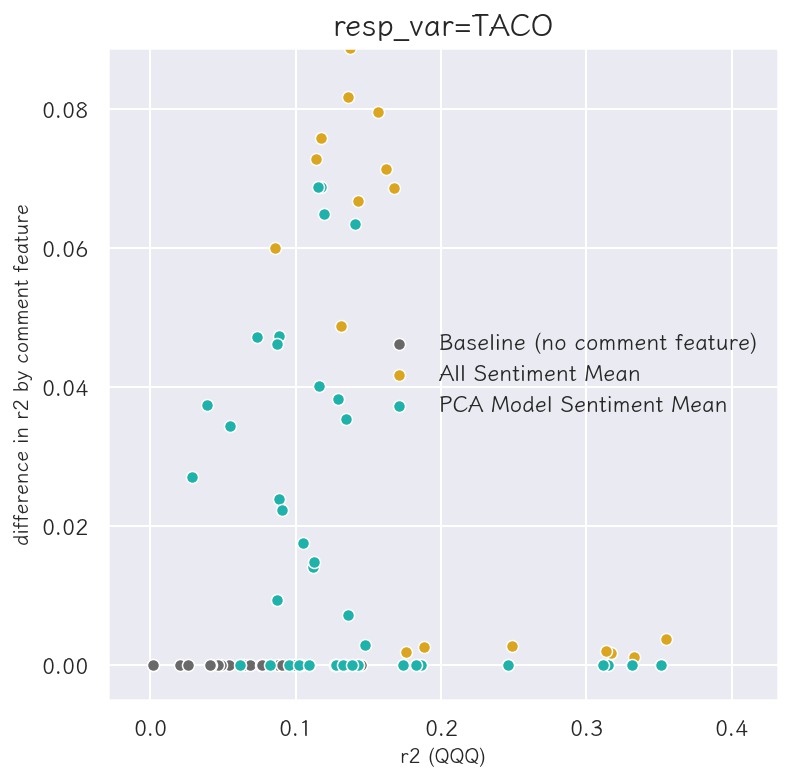 resp_var=TACO
difference in r2 by comment feature
0.08
0.06
0.04
0.02
0.00
Baseline (no comment feature)
All Sentiment Mean
PCA Model Sentiment Mean
0.0 0.1 0.2 0.3 0.4
r2 (QQQ)